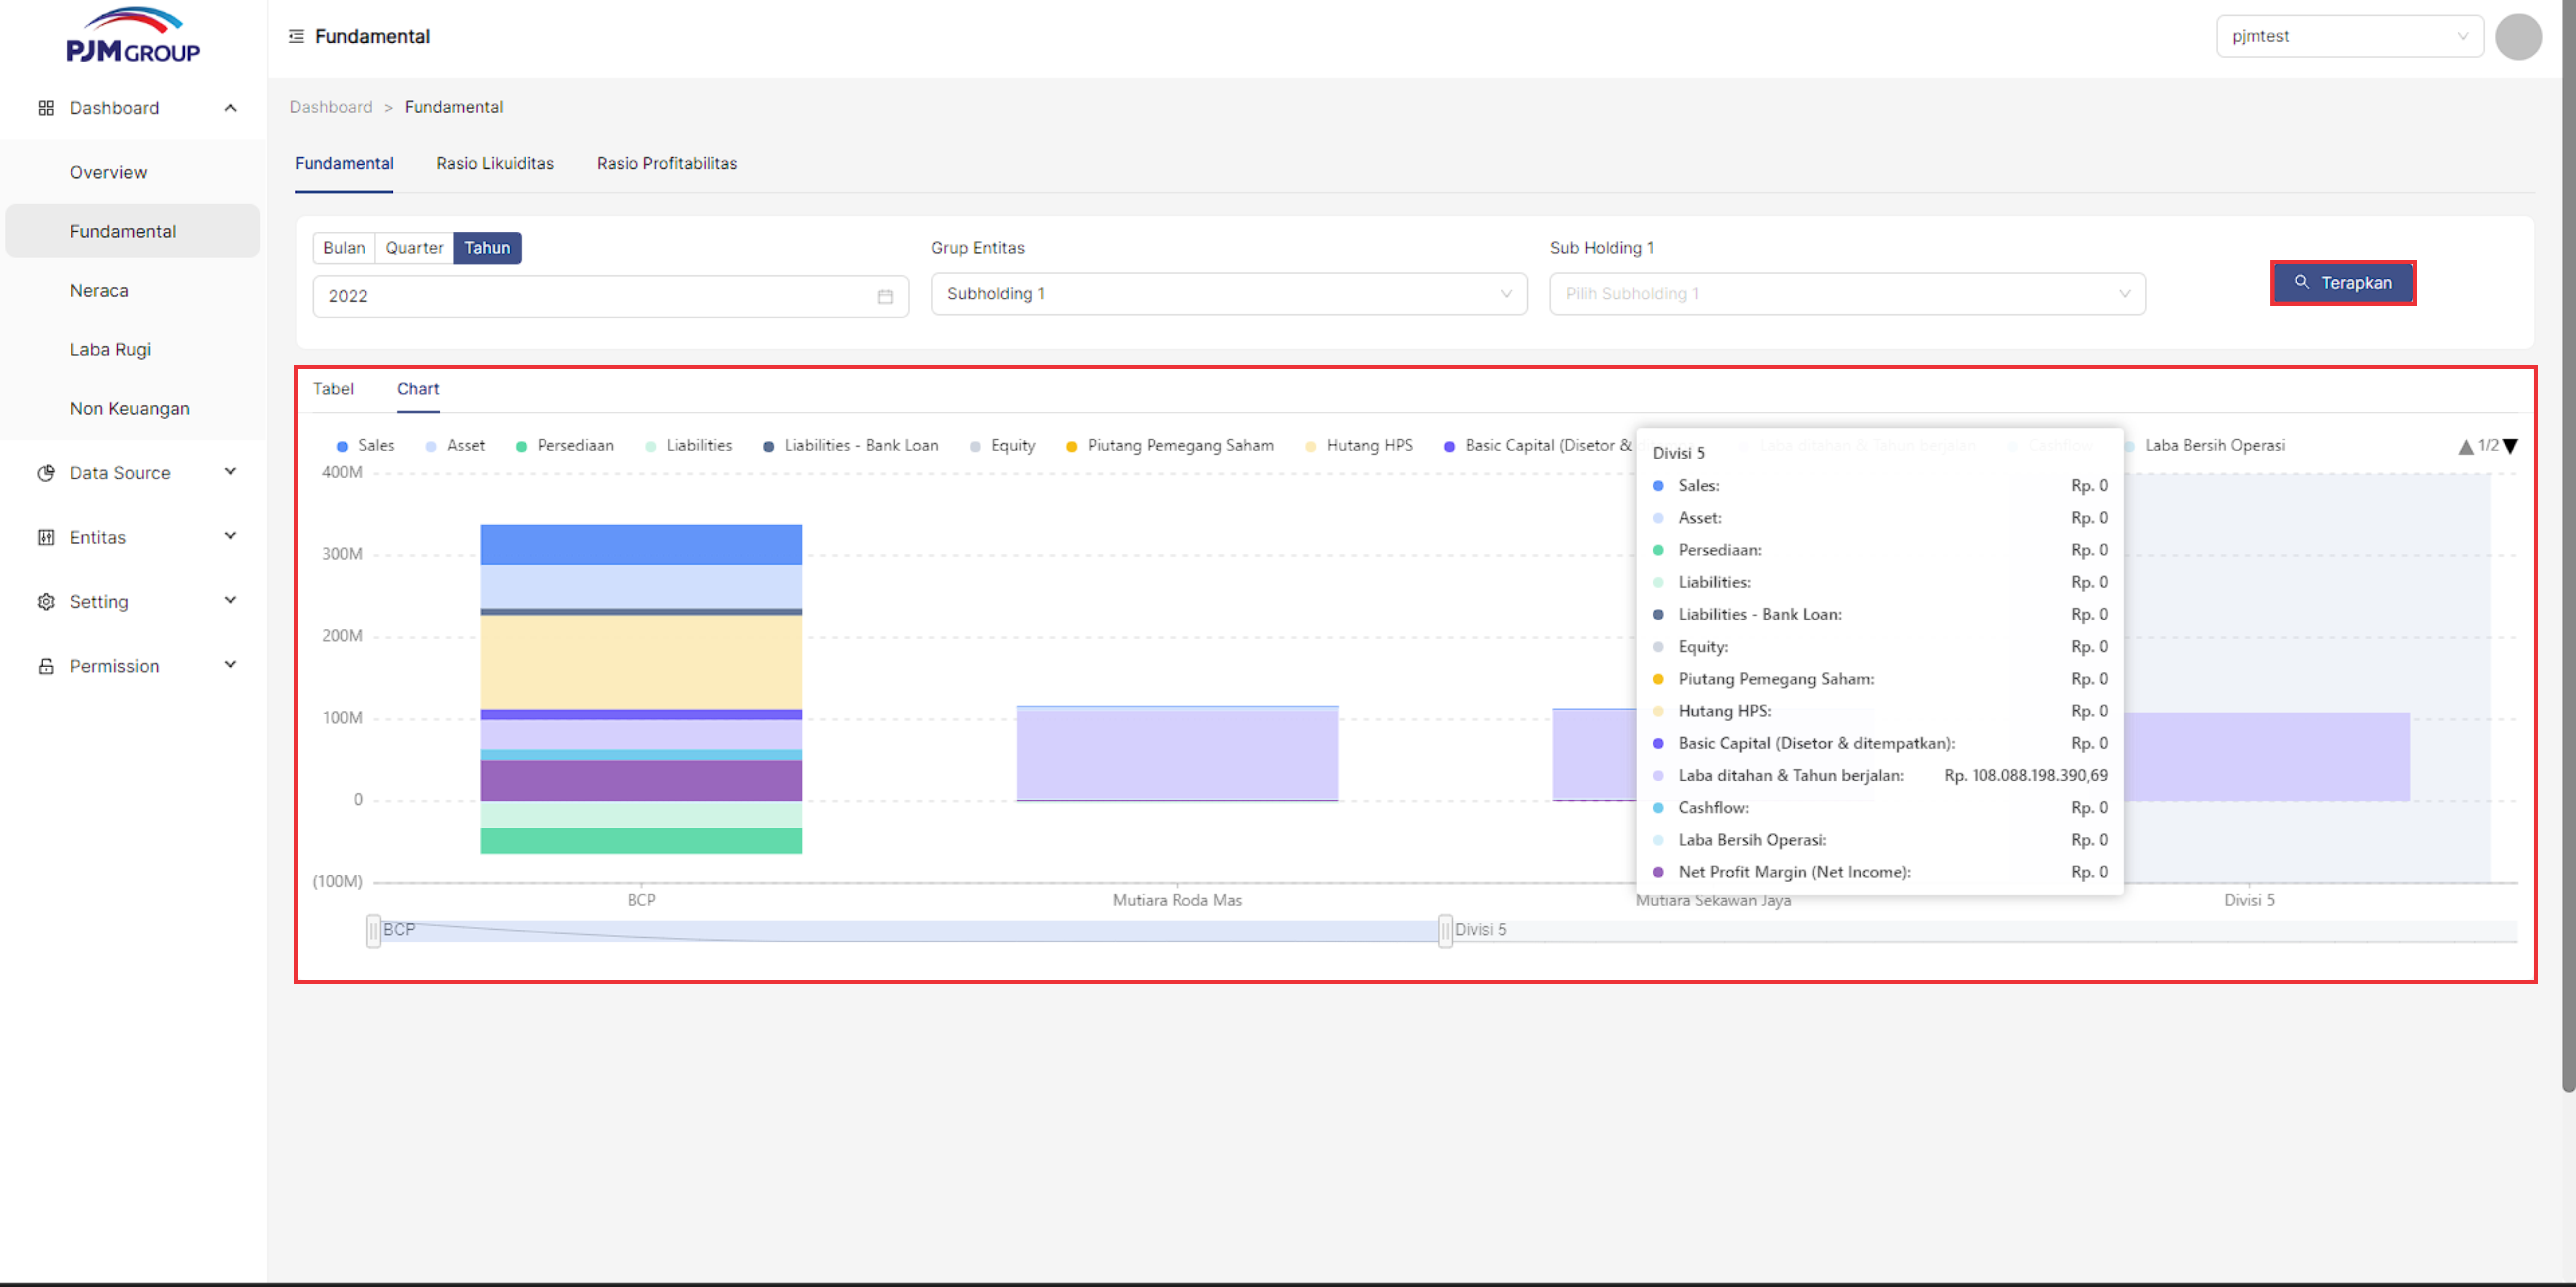 PJM GROUP
Fundamental
pjmtest
Dashboard
Overview
Fundamental
Neraca
Laba Rugi
Non Keuangan
Data Source
Entitas
Setting
Permission
Dashboard > Fundamental
Fundamental Rasio Likuiditas Rasio Profitabilitas
Bulan Quarter Tahun
2022
Grup Entitas
Subholding 1
Sub Holding 1
Pilih Subholding 1
Terapkan
Tabel Chart
Sales Asset Persediaan Liabilities Liabilities - Bank Loan Equity Piutang Pemegang Saham Hutang HPS Basic Capital (Disetor & Laba ditahan & Tahun berjalan Cashflow Laba Bersih Operasi 1/2
400M
300M
200M
100M
0
(100M)
Divisi 5
Sales: Rp. 0
Asset: Rp. 0
Persediaan: Rp. 0
Liabilities: Rp. 0
Liabilities - Bank Loan: Rp. 0
Equity: Rp. 0
Piutang Pemegang Saham: Rp. 0
Hutang HPS: Rp. 0
Basic Capital (Disetor & ditempatkan): Rp. 0
Laba ditahan & Tahun berjalan: Rp. 108.088.198.390,69
Cashflow: Rp. 0
Laba Bersih Operasi: Rp. 0
Net Profit Margin (Net Income): Rp. 0
BCP Mutiara Roda Mas Mutiara Sekawan Jaya Divisi 5
BCP Divisi 5